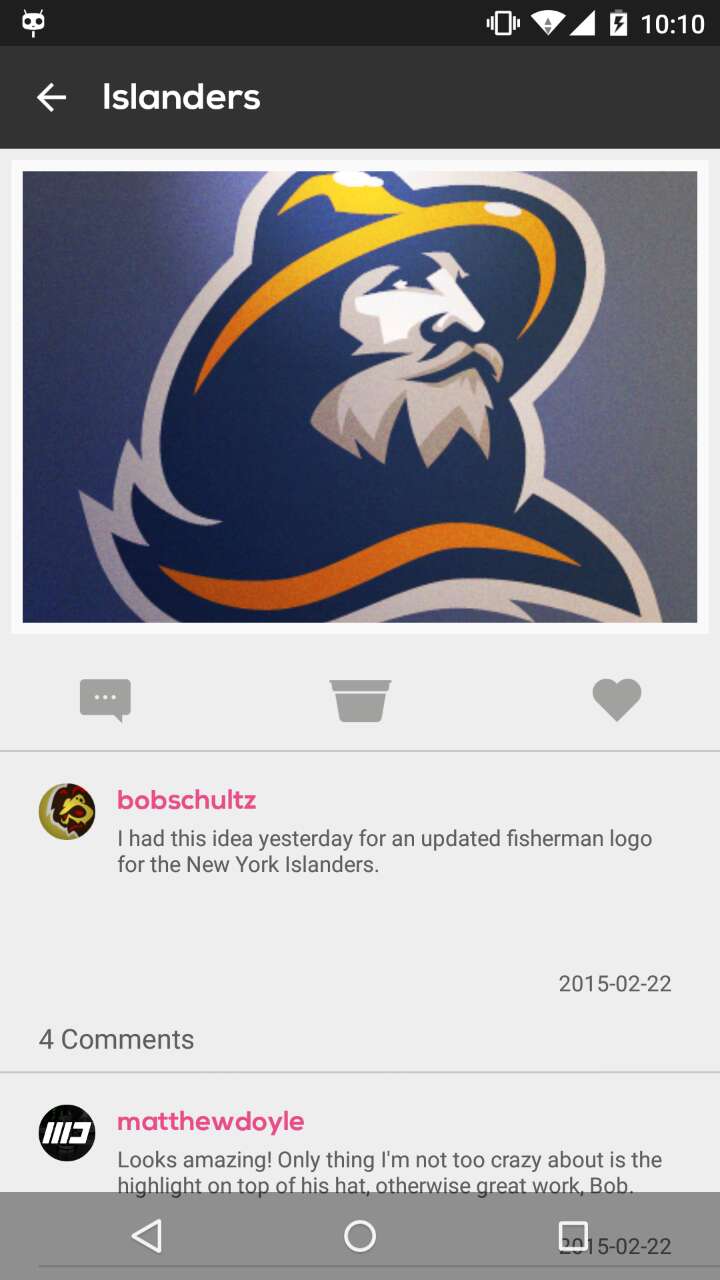 10:10
Islanders
bobschultz
I had this idea yesterday for an updated fisherman logo
for the New York Islanders.
2015-02-22
4 Comments
matthewdoyle
Looks amazing! Only thing I'm not too crazy about is the
highlight on top of his hat, otherwise great work, Bob.
2015-02-22